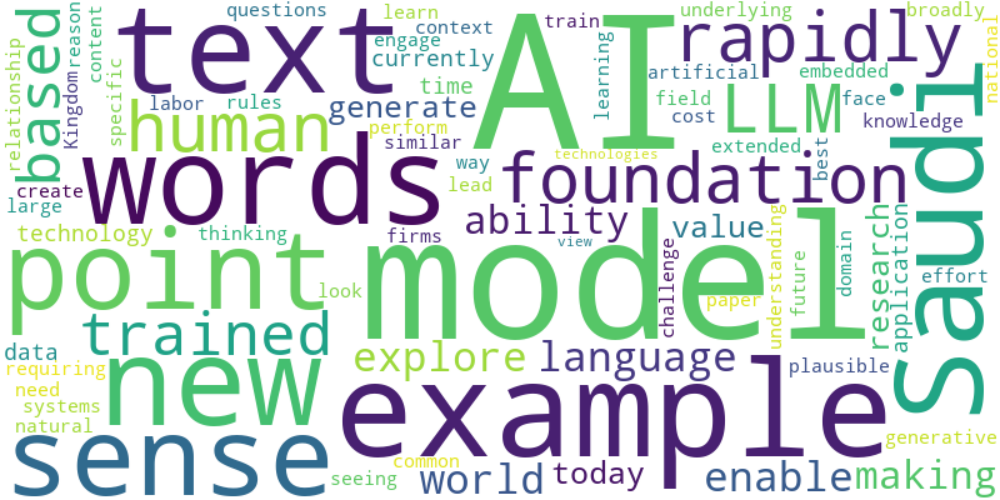 questions
learn
underlying
broadly
text
AI
rapidly
national
based
relationship
Kingdom
reason
content
specific
context
train
engage
currently
learning
artificial
embedded
time
labor
rules
generate
field
LLM
face
cost
knowledge
human
perform
similar
extended
saudi
words
way
technologies
best
create
lead
foundation
large
ability
value
technology
thinking
firms
view
point
model
challenge
understanding
future
domain
research
application
effort
look
paper
trained
data
explore
language
plausible
requiring
new
example
need
systems
natural
generative
sense
common
seeing
world
today
enable
making